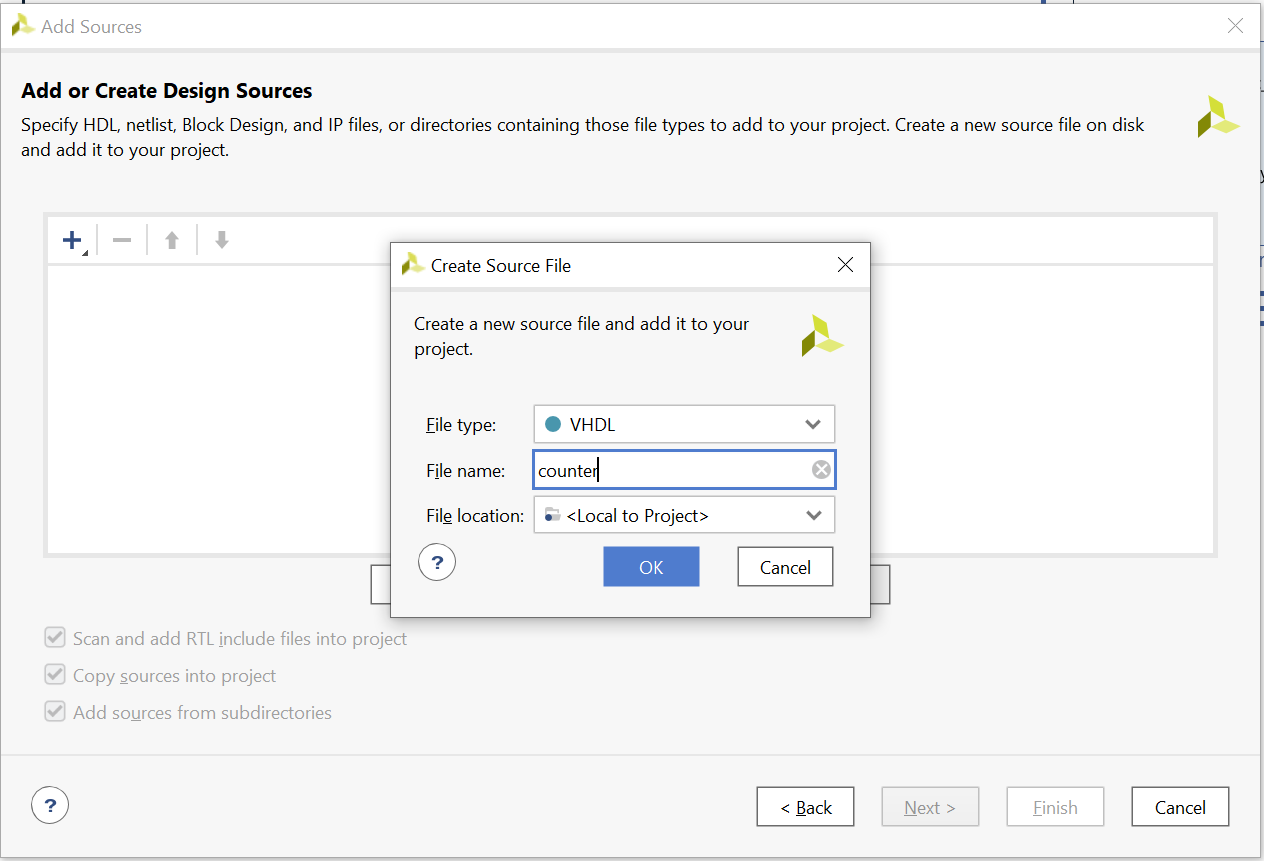 Add Sources
Add or Create Design Sources
Specify HDL, netlist, Block Design, and IP files, or directories containing those file types to add to your project. Create a new source file on disk
and add it to your project.
Create Source File
Create a new source file and add it to your
project.
File type:
VHDL
File name:
counter
File location:
<Local to Project>
?
OK
Cancel
Scan and add RTL include files into project
Copy sources into project
Add sources from subdirectories
?
< Back
Next >
Finish
Cancel